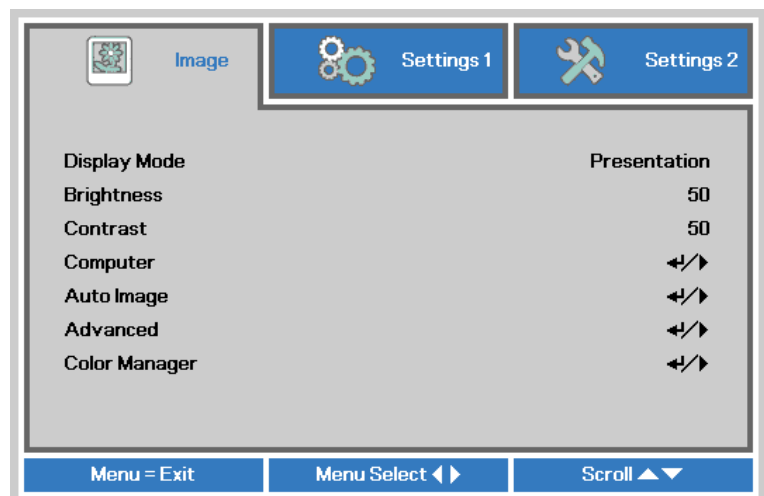 Image Settings 1 Settings 2
Display Mode Presentation
Brightness 50
Contrast 50
Computer
Auto Image
Advanced
Color Manager
Menu = Exit Menu Select Scroll